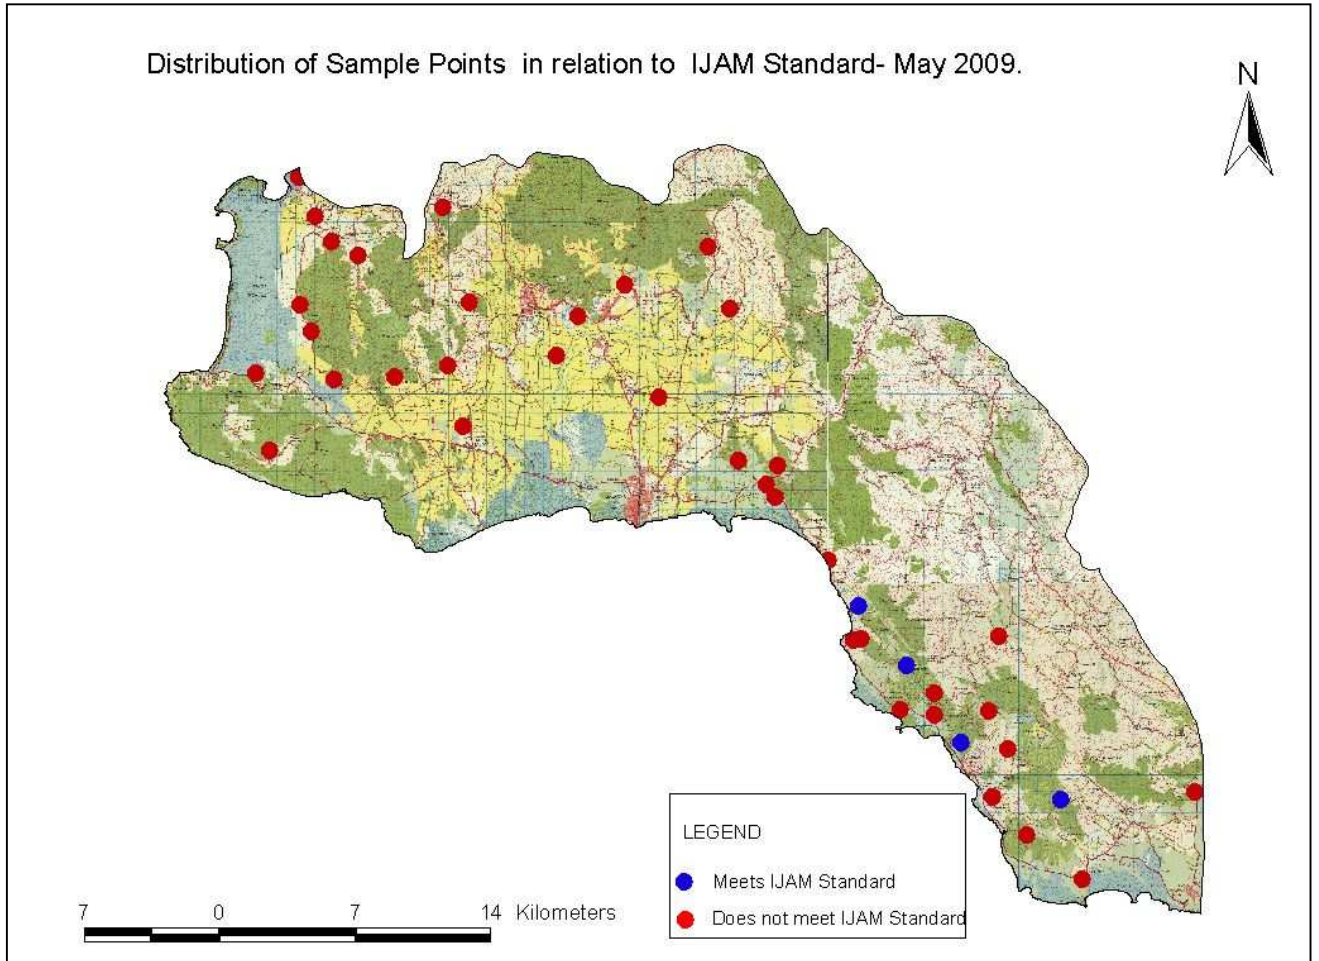 Distribution of Sample Points in relation to IJAM Standard- May 2009.
N
LEGEND
Meets IJAM Standard
Does not meet IJAM Standard
7 0 7 14 Kilometers